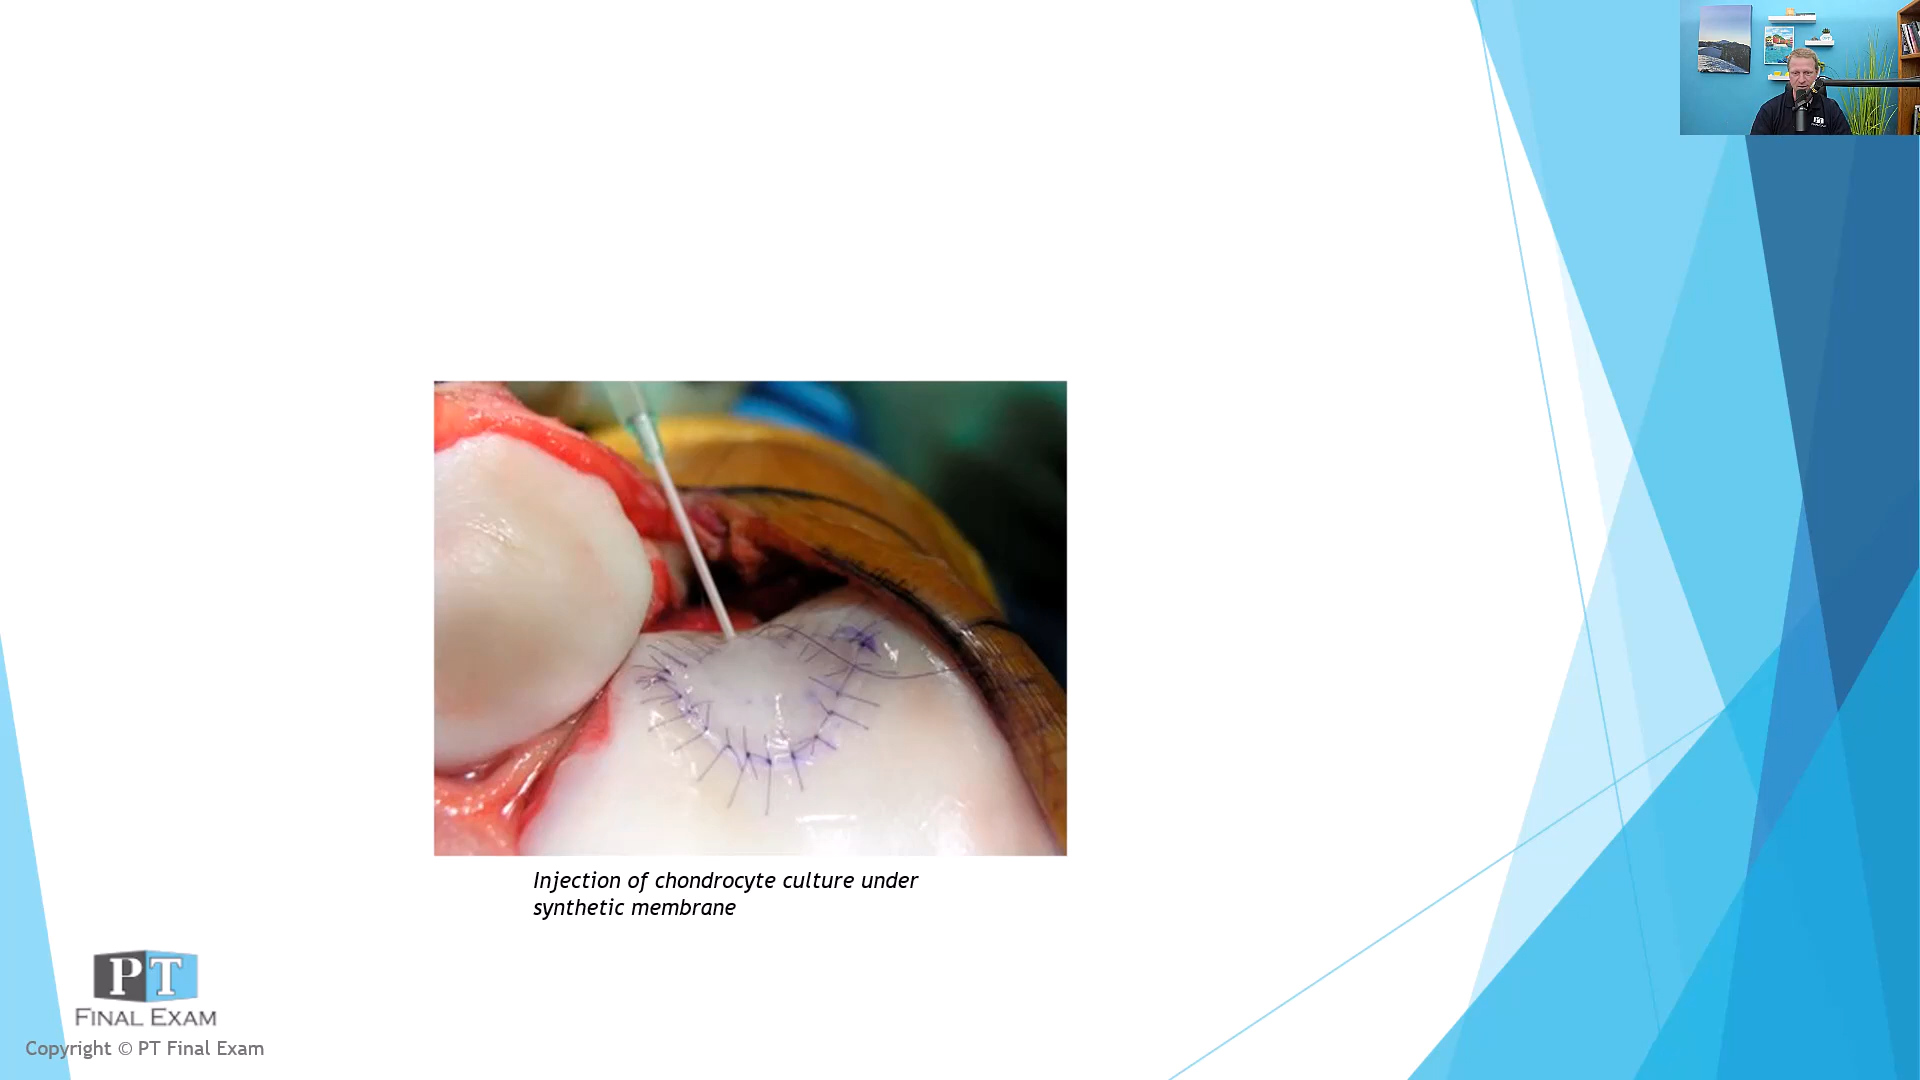 Injection of chondrocyte culture under
synthetic membrane
PT
FINAL EXAM
Copyright © PT Final Exam